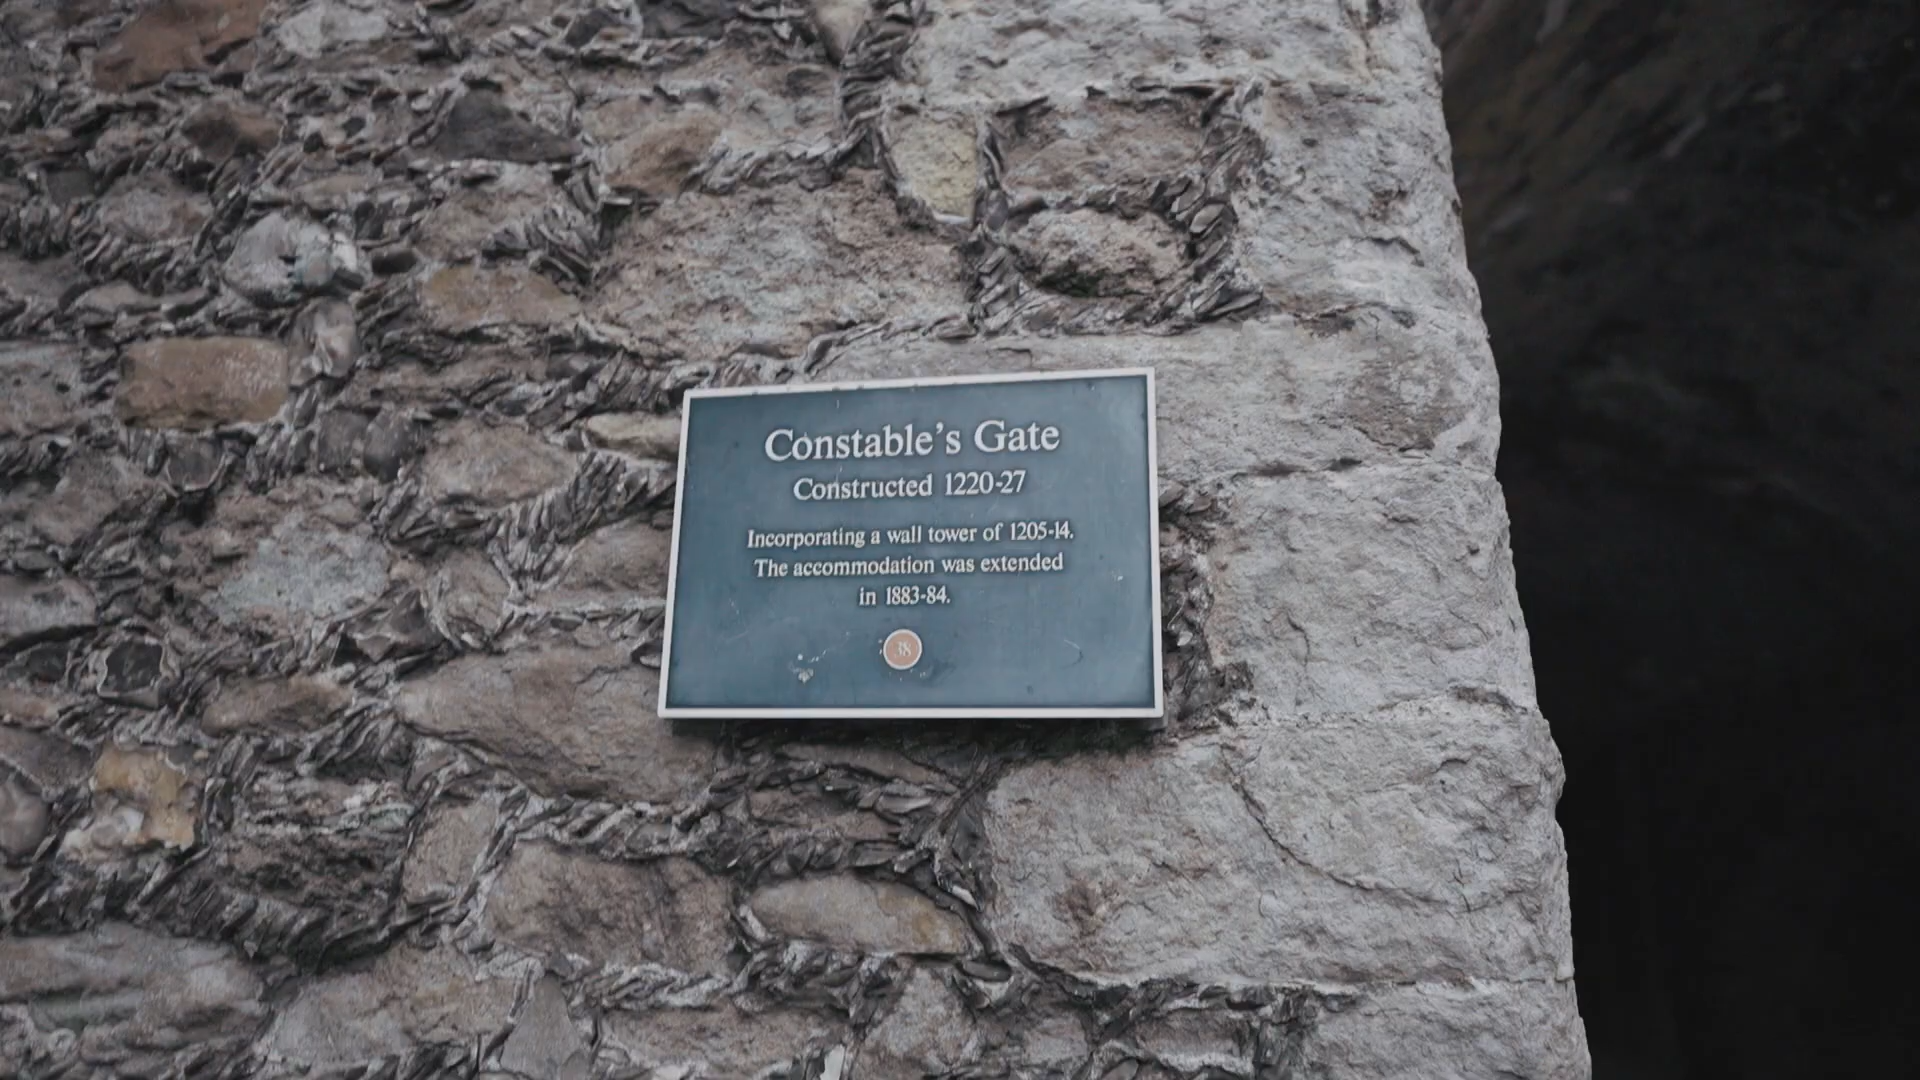 Constable's Gate
Constructed 1220-27
Incorporating a wall tower of 1205-14.
The accommodation was extended
in 1883-84.
38